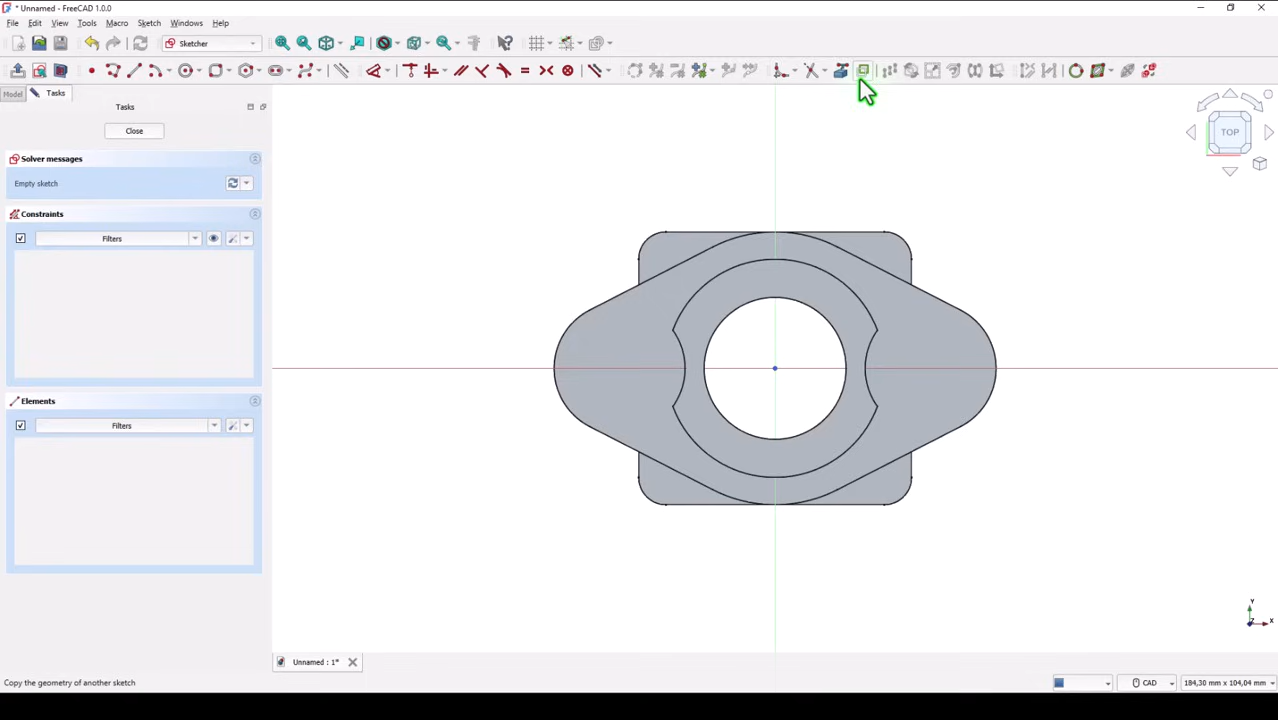 * Unnamed - FreeCAD 1.0.0
File Edit View Tools Macro Sketch Windows Help
Sketcher
Model Tasks
Tasks
Close
Solver messages
Empty sketch
Constraints
Filters
Elements
Filters
TOP
Y
Z X
Unnamed : 1*
Copy the geometry of another sketch
CAD
184,30 mm x 104,04 mm